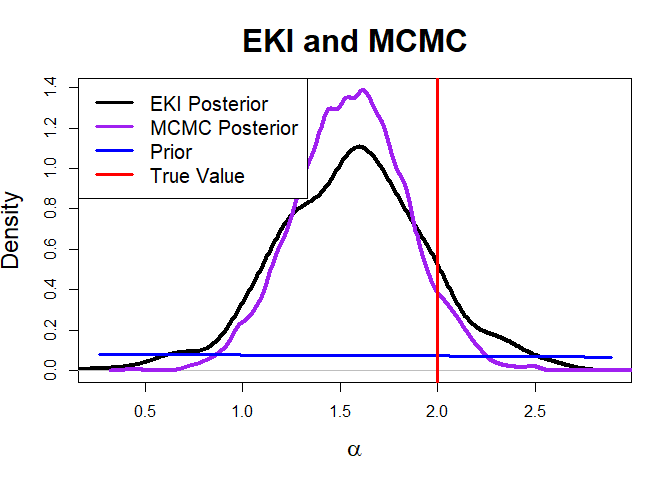 EKI and MCMC
EKI Posterior
MCMC Posterior
Prior
True Value
Density
1.4
1.2
1.0
0.8
0.6
0.4
0.2
0.0
0.5 1.0 1.5 2.0 2.5
α